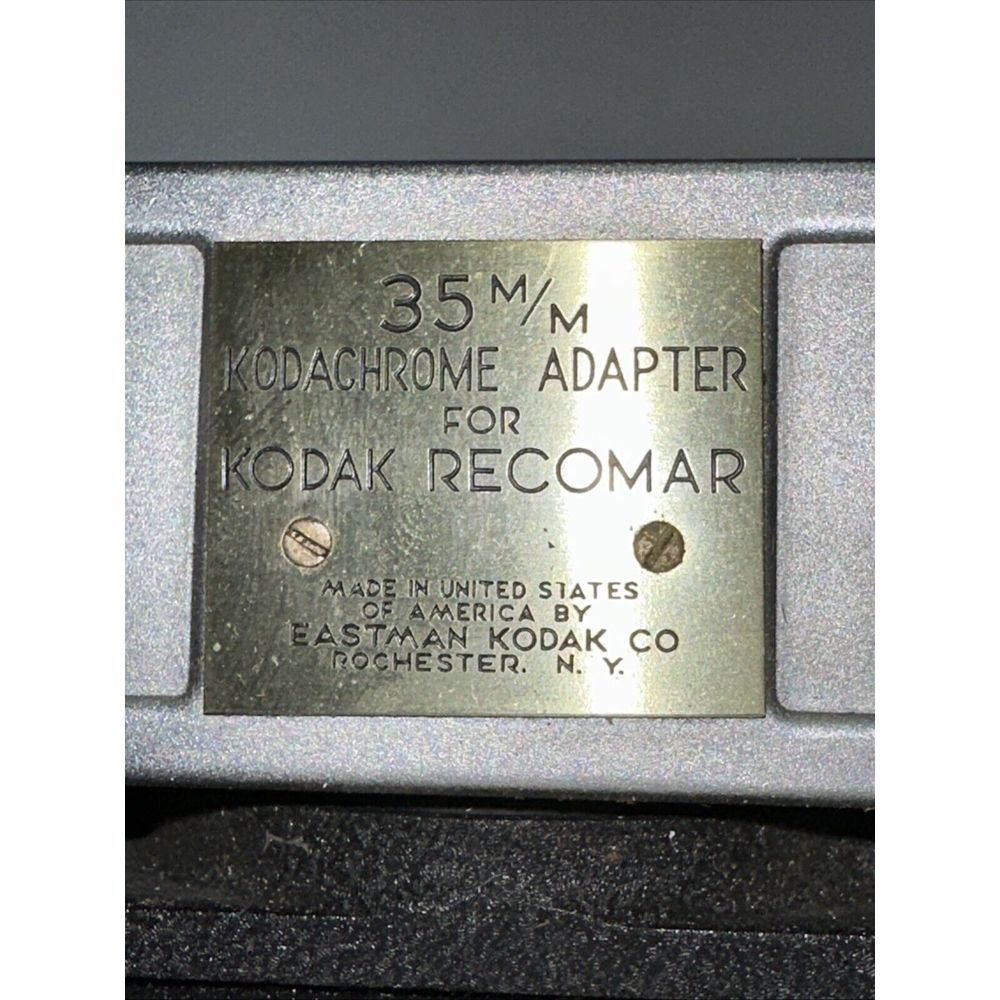 35 M/M
KODACHROME ADAPTER
FOR
KODAK RECOMAR
MADE IN UNITED STATES
OF AMERICA BY
EASTMAN KODAK CO
ROCHESTER. N. Y.